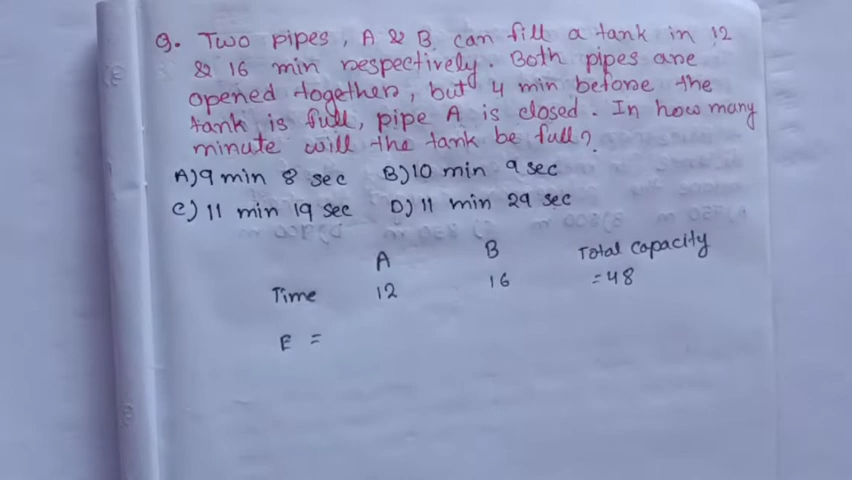 9. Two pipes, A & B can fill a tank in 12
& 16 min respectively. Both pipes are
opened together, but 4 min before the
tank is full, pipe A is closed. In how many
minute will the tank be full?
A) 9 min 8 sec B) 10 min 9 sec
C) 11 min 19 sec D) 11 min 29 sec
A B Total capacity
Time 12 16 = 48
E =